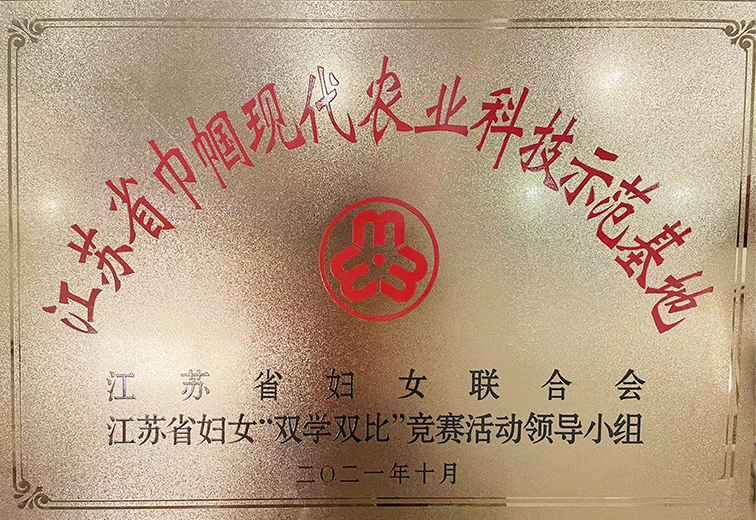 江苏省巾帼现代农业科技示范基地
江苏省妇女联合会
江苏省妇女“双学双比”竞赛活动领导小组
二〇二一年十月